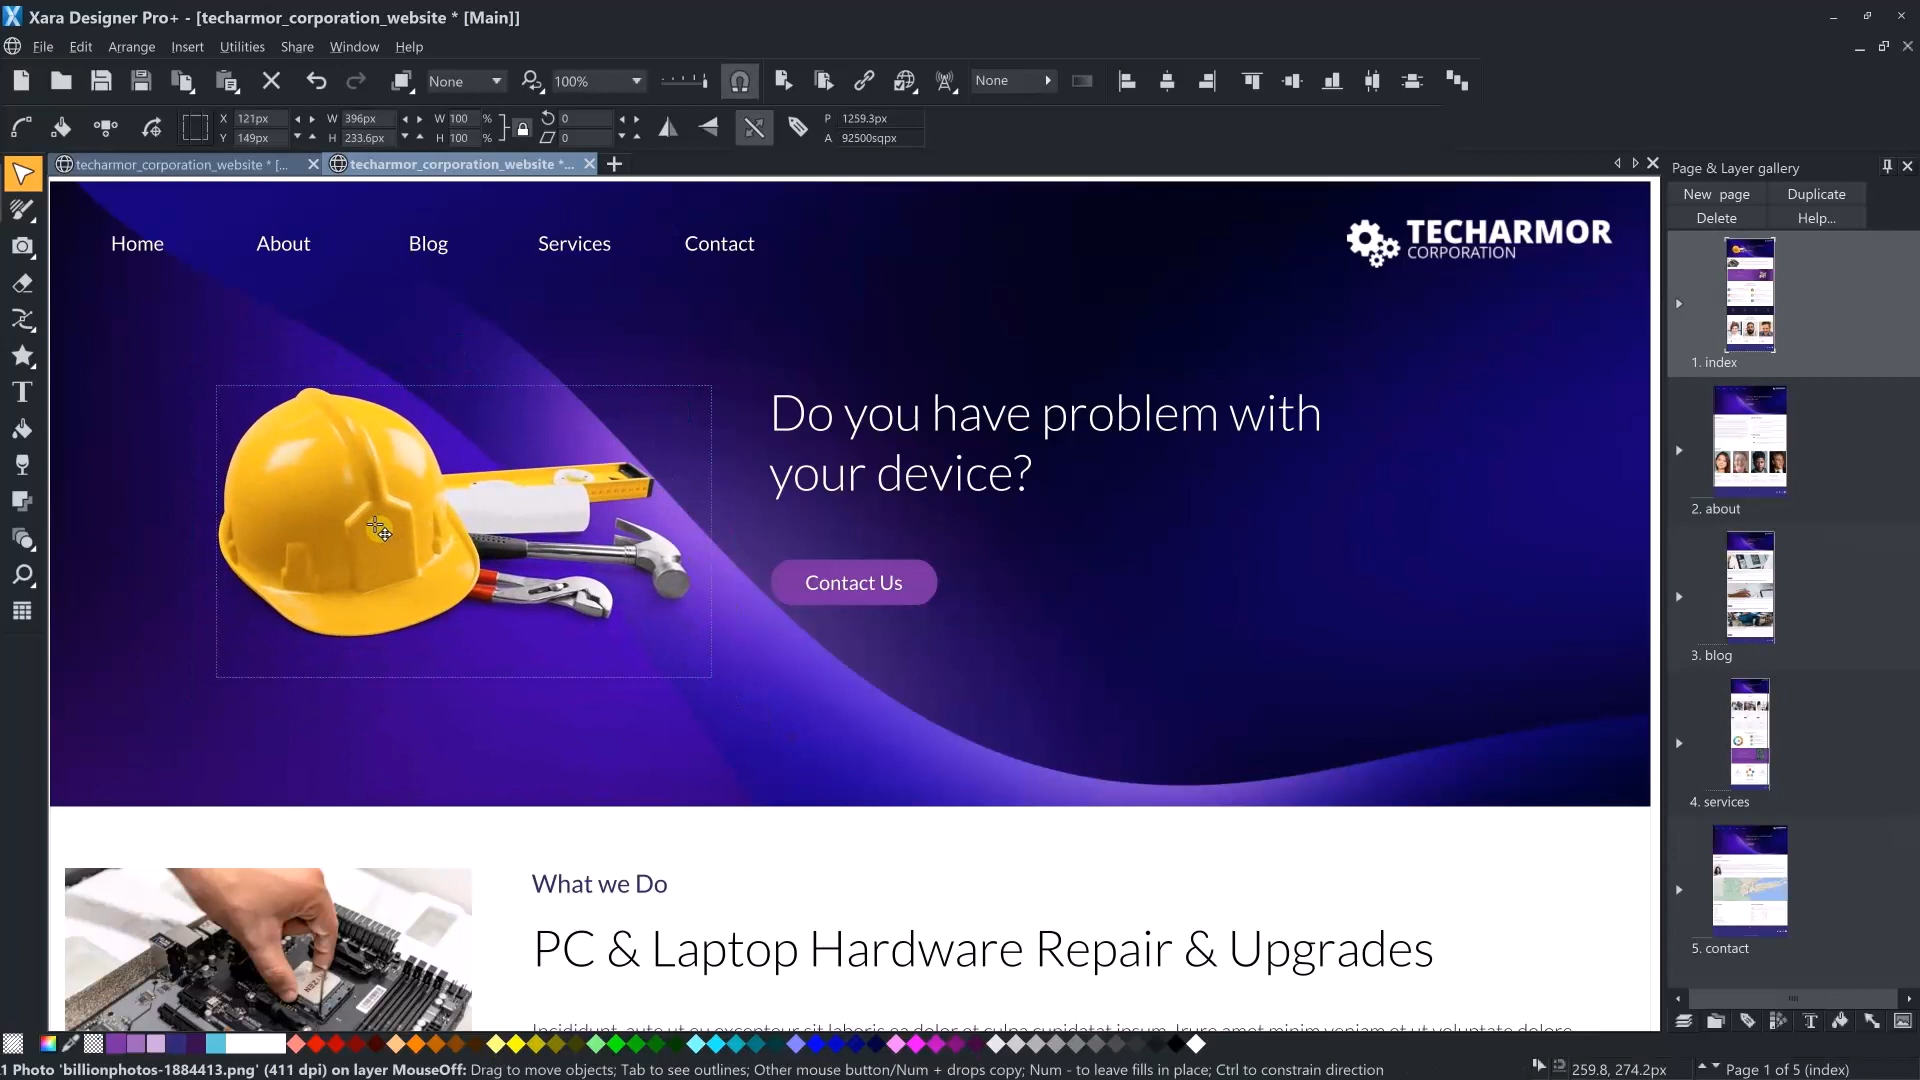 Xara Designer Pro+ - [techarmor_corporation_website * [Main]]
File Edit Arrange Insert Utilities Share Window Help
None 100% None
X 121px W 396px W 100 % 0 P 1259.3px
Y 149px H 233.6px H 100 % 0 A 92500sqpx
techarmor_corporation_website * [... techarmor_corporation_website *...
Page & Layer gallery
New page Duplicate
Delete Help...
Home About Blog Services Contact
TECHARMOR
CORPORATION
Do you have problem with
your device?
Contact Us
What we Do
PC & Laptop Hardware Repair & Upgrades
RYZEN
1. index
2. about
3. blog
4. services
5. contact
1 Photo 'billionphotos-1884413.png' (411 dpi) on layer MouseOff: Drag to move objects; Tab to see outlines; Other mouse button/Num + drops copy; Num - to leave fills in place; Ctrl to constrain direction
259.8, 274.2px Page 1 of 5 (index)